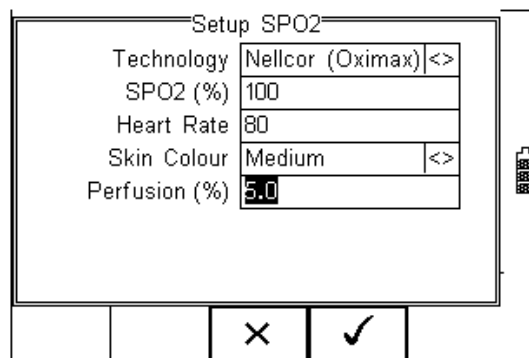 Setup SPO2
Technology Nellcor (Oximax) <>
SPO2 (%) 100
Heart Rate 80
Skin Colour Medium <>
Perfusion (%) 5.0